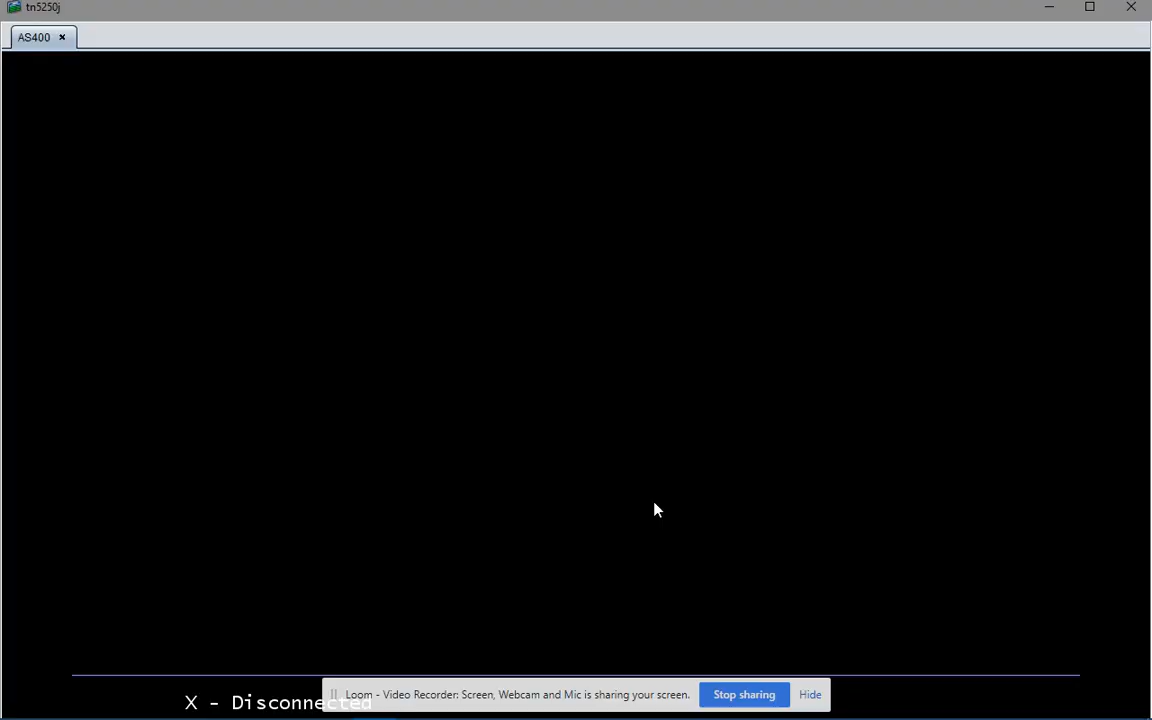 tn5250j
AS400
X - Disconnected
Loom - Video Recorder: Screen, Webcam and Mic is sharing your screen.
Stop sharing
Hide